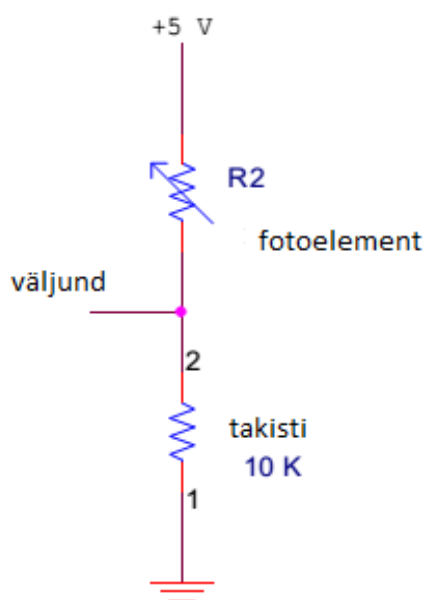 +5 V
R2
fotoelement
väljund
2
takisti
10 K
1